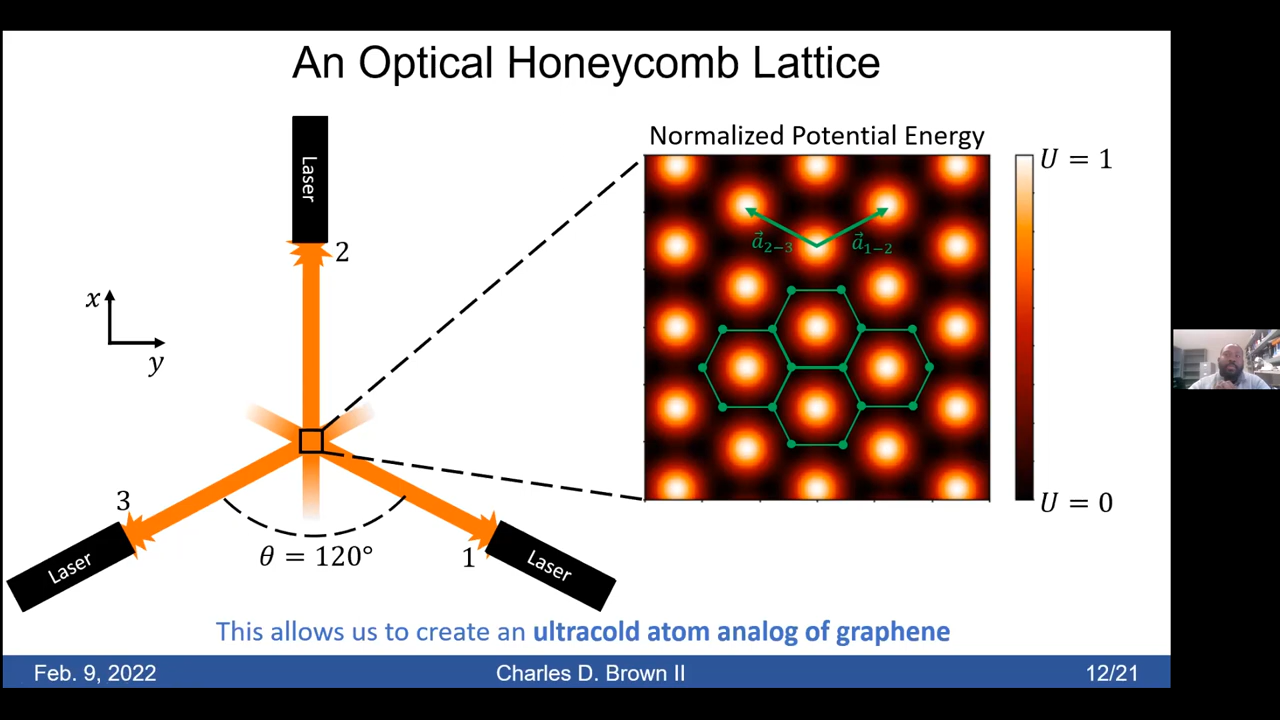 An Optical Honeycomb Lattice
Laser
2
x
y
3
Laser
θ = 120°
1
Laser
Normalized Potential Energy
a⃗₂₋₃
a⃗₁₋₂
U = 1
U = 0
This allows us to create an ultracold atom analog of graphene
Feb. 9, 2022
Charles D. Brown II
12/21